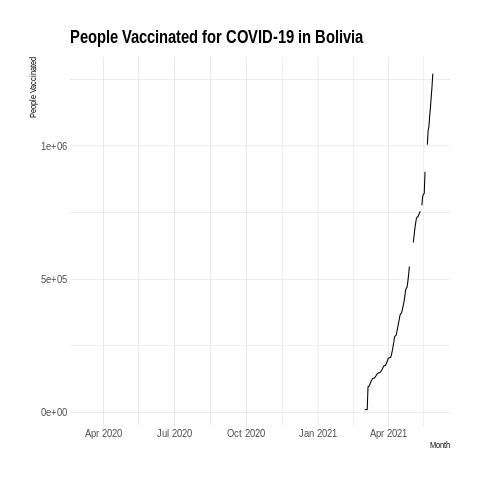 People Vaccinated for COVID-19 in Bolivia
People Vaccinated
1e+06
5e+05
0e+00
Apr 2020 Jul 2020 Oct 2020 Jan 2021 Apr 2021
Month